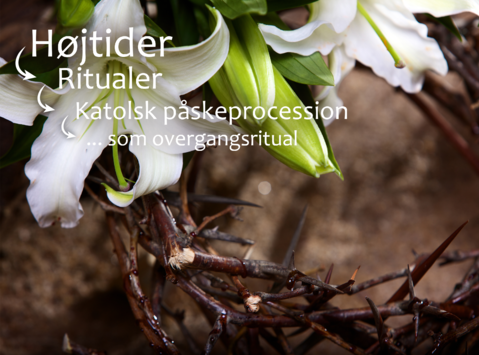 Højtider
Ritualer
Katolsk påskeprocession
... som overgangsritual